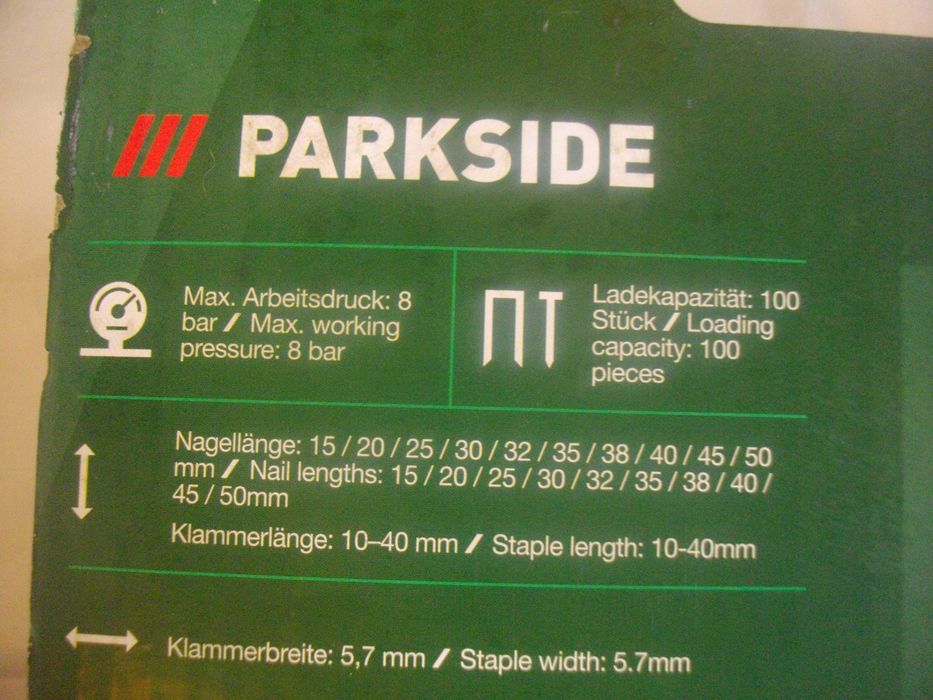 PARKSIDE
Max. Arbeitsdruck: 8
bar / Max. working
pressure: 8 bar
Ladekapazität: 100
Stück / Loading
capacity: 100
pieces
Nagellänge: 15 / 20 / 25 / 30 / 32 / 35 / 38 / 40 / 45 / 50
mm / Nail lengths: 15 / 20 / 25 / 30 / 32 / 35 / 38 / 40 /
45 / 50mm
Klammerlänge: 10–40 mm / Staple length: 10-40mm
Klammerbreite: 5,7 mm / Staple width: 5.7mm